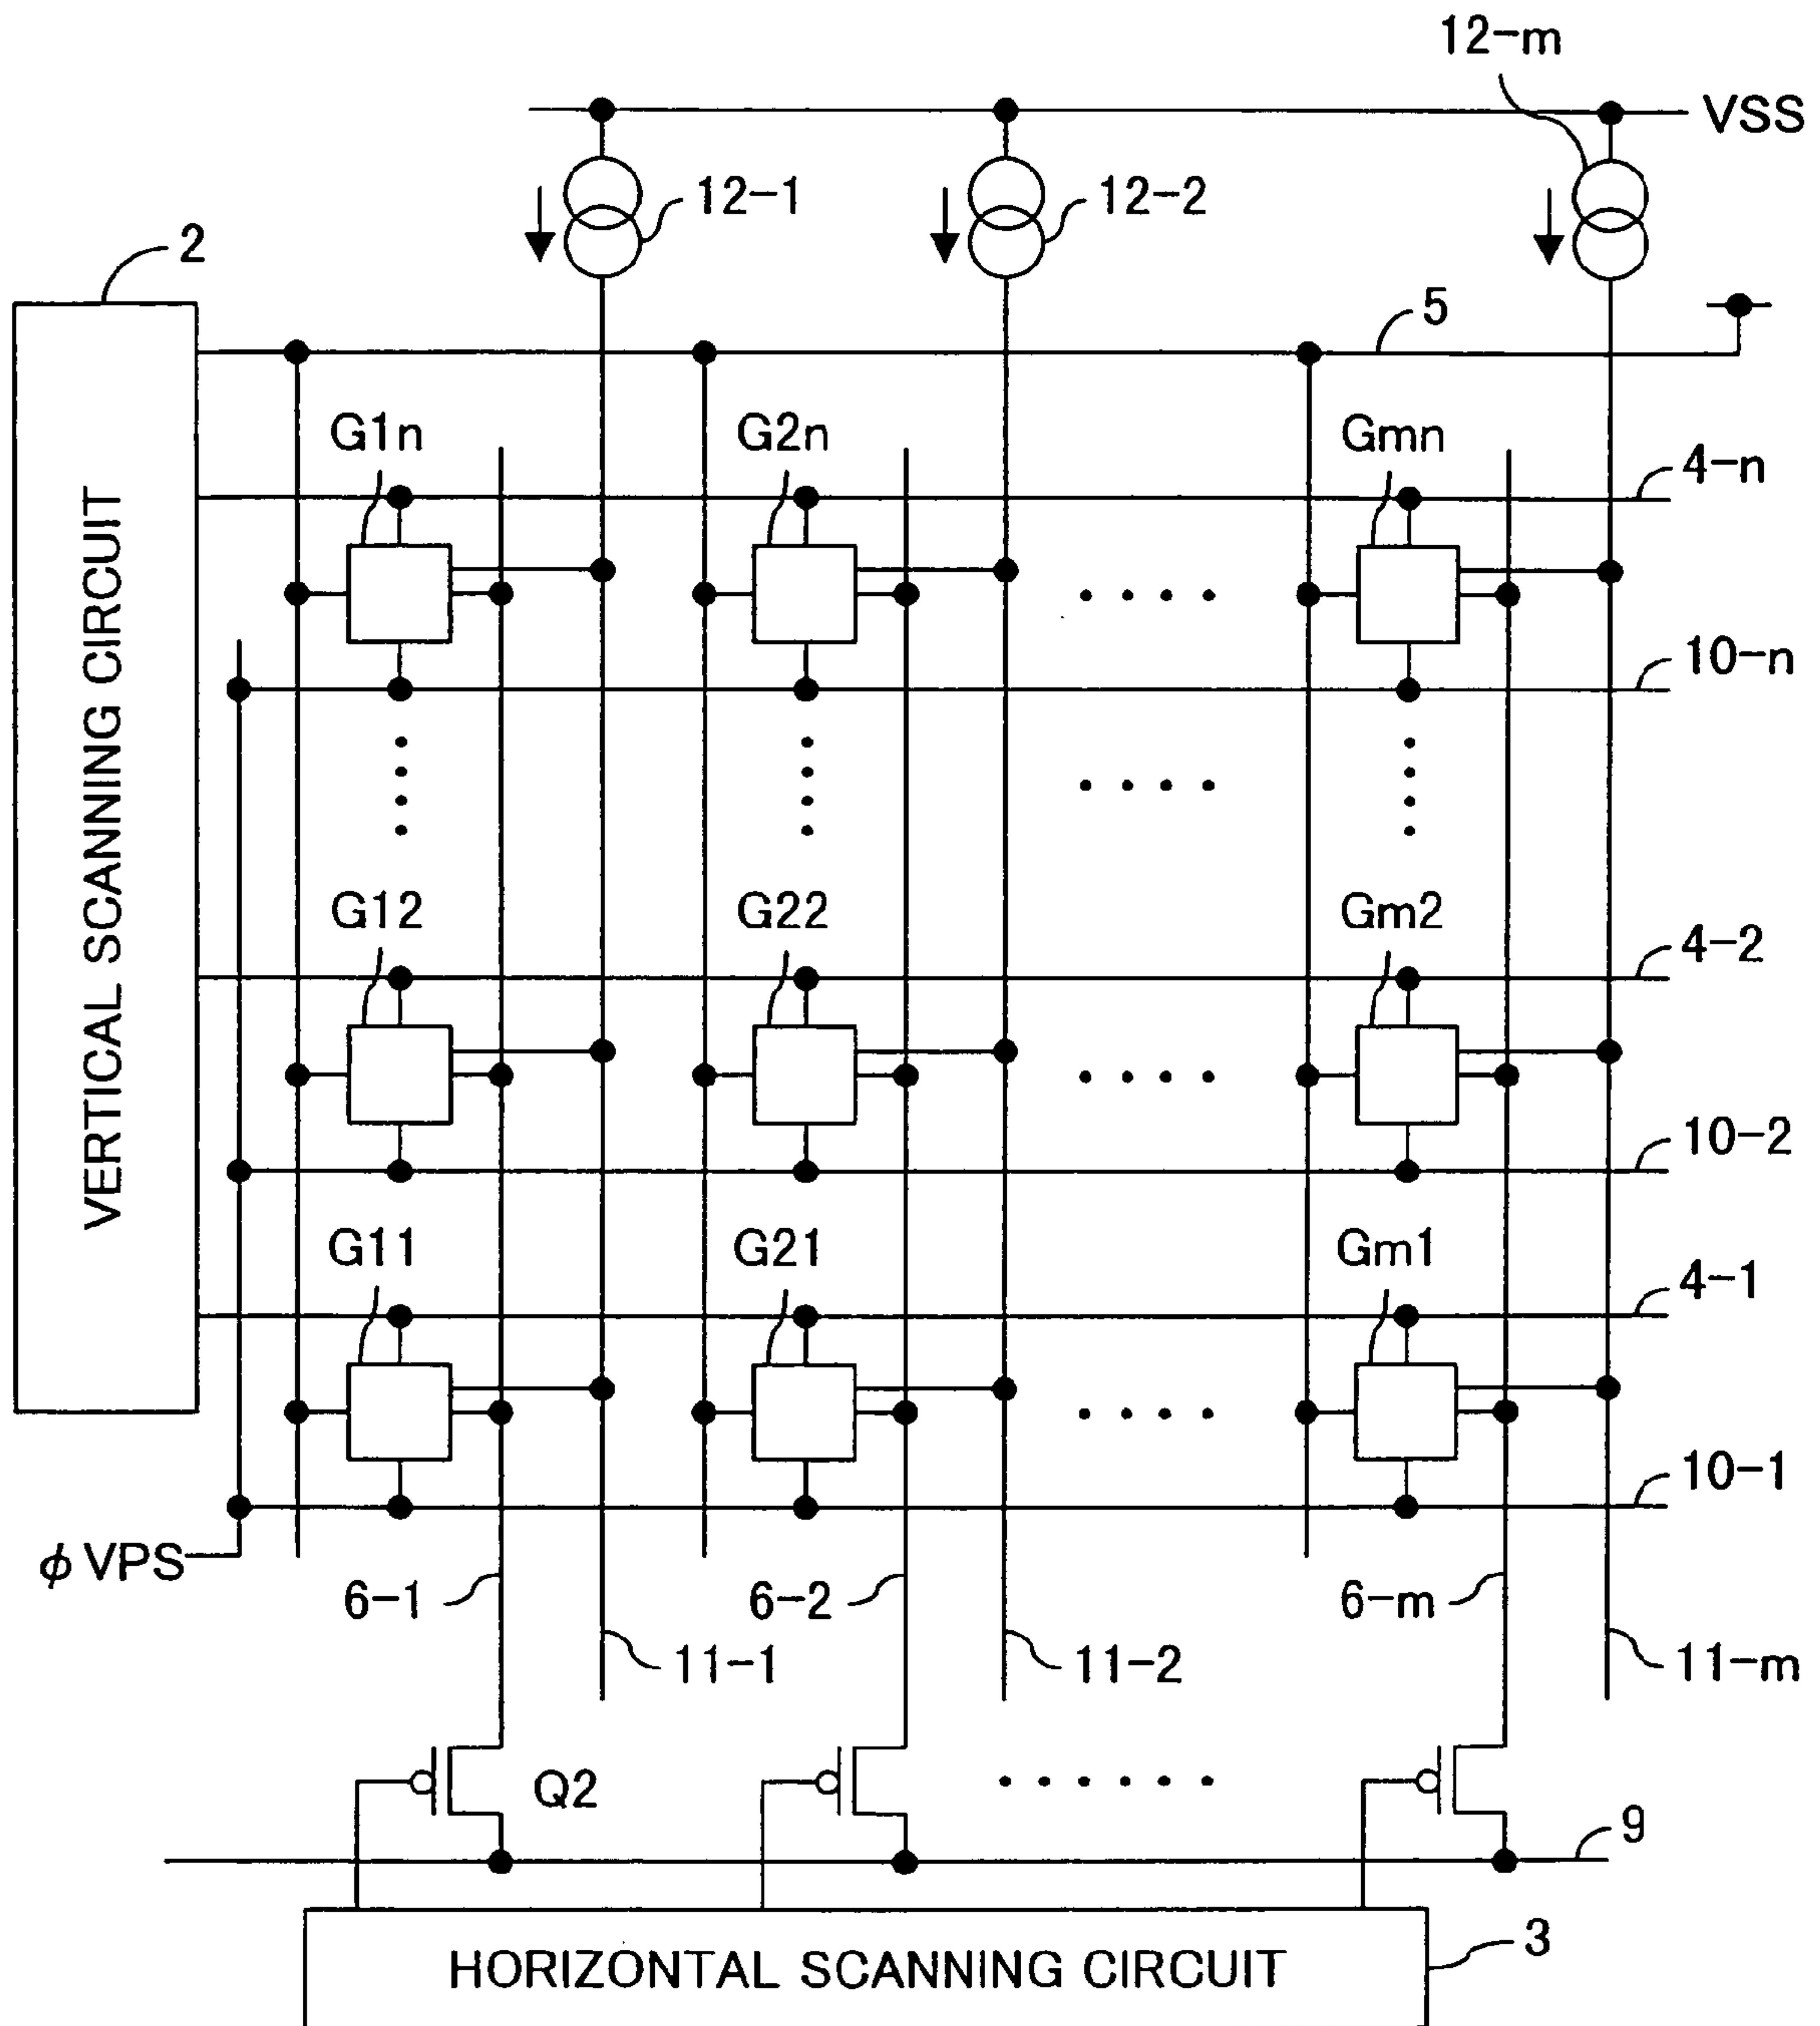 12-m
VSS
12-1
12-2
2
5
G1n
G2n
Gmn
4-n
10-n
VERTICAL SCANNING CIRCUIT
G12
G22
Gm2
4-2
10-2
G11
G21
Gm1
4-1
10-1
φVPS
6-1
6-2
6-m
11-1
11-2
11-m
Q2
9
3
HORIZONTAL SCANNING CIRCUIT